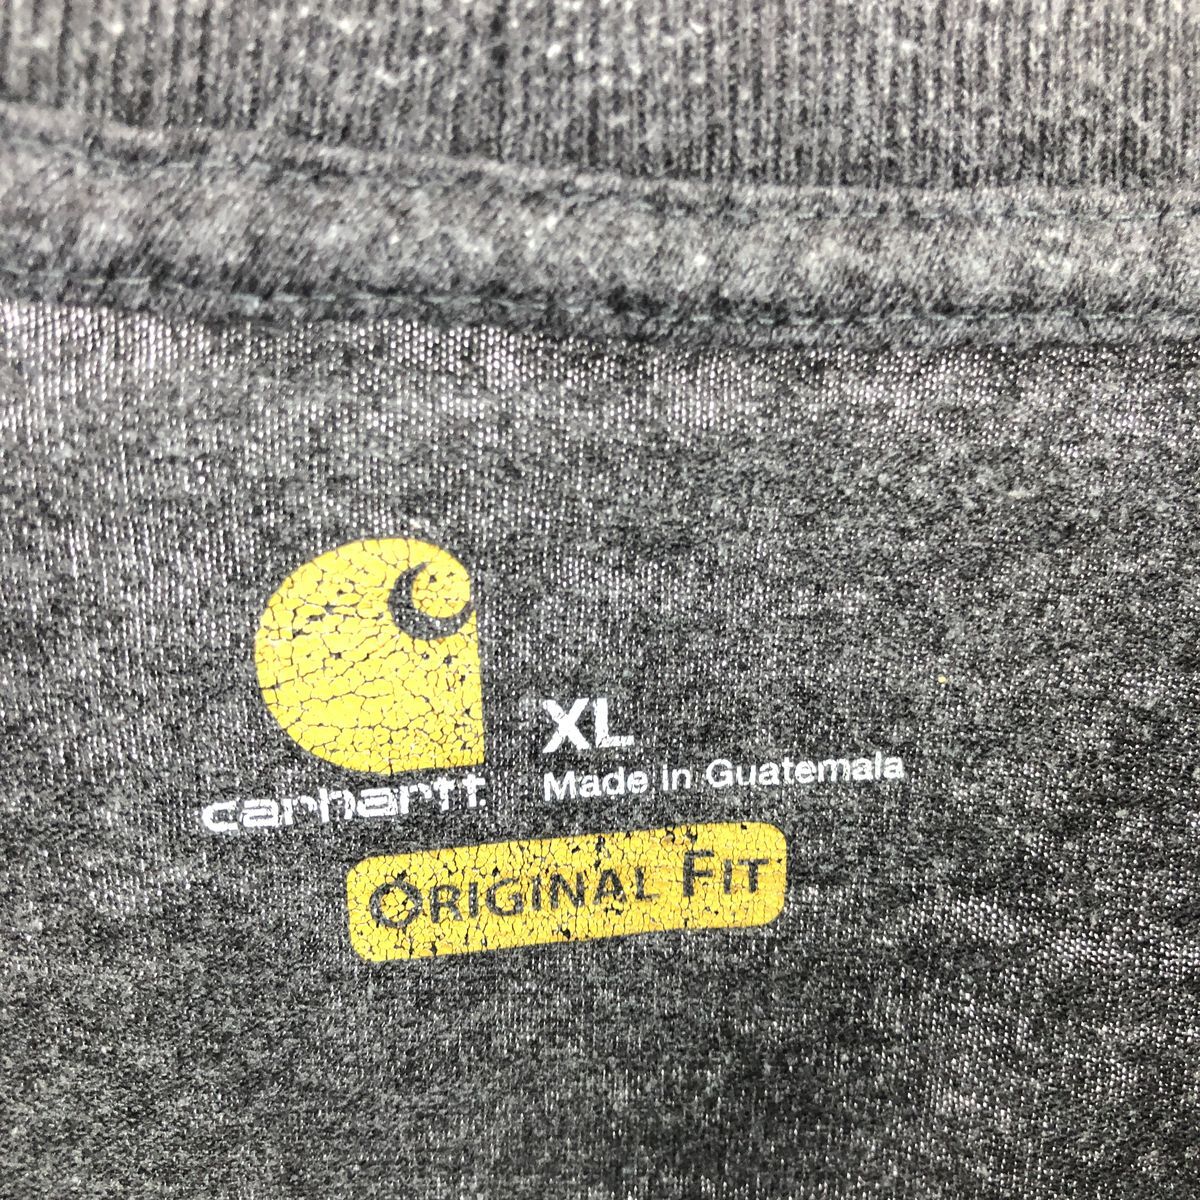 XL
carhartt
Made in Guatemala
ORIGINAL FIT